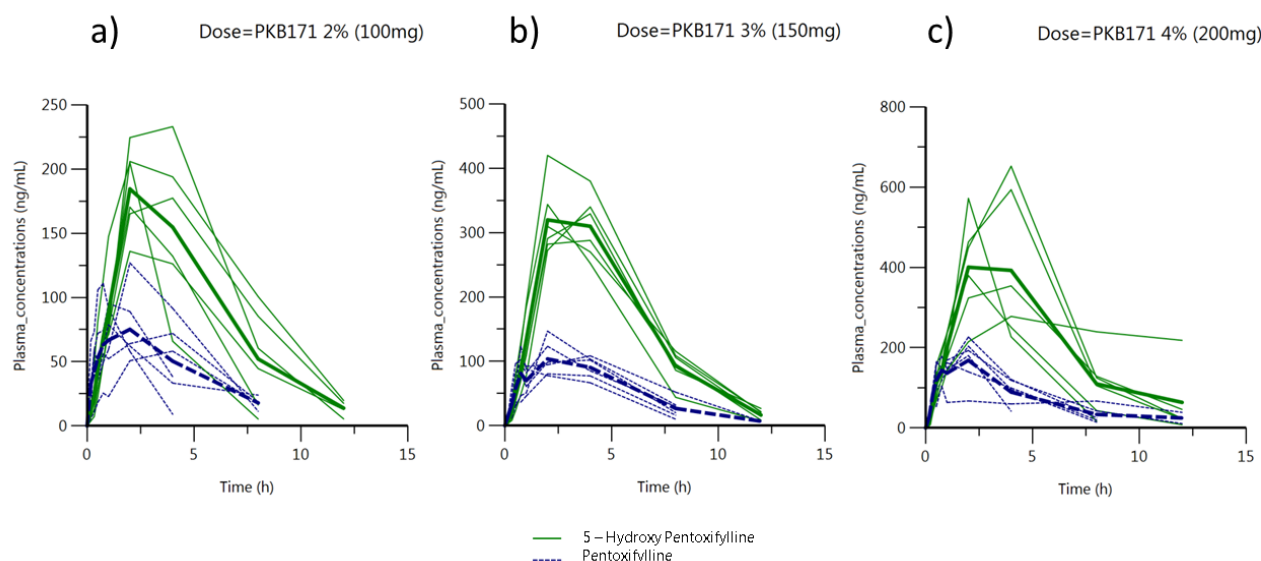 a)
Dose=PKB171 2% (100mg)
b)
Dose=PKB171 3% (150mg)
c)
Dose=PKB171 4% (200mg)
Plasma_concentrations (ng/mL)
250
200
150
100
50
0
0
5
10
15
Time (h)
Plasma_concentrations (ng/mL)
500
400
300
200
100
0
0
5
10
15
Time (h)
Plasma_concentrations (ng/mL)
800
600
400
200
0
0
5
10
15
Time (h)
5 – Hydroxy Pentoxifylline
Pentoxifylline